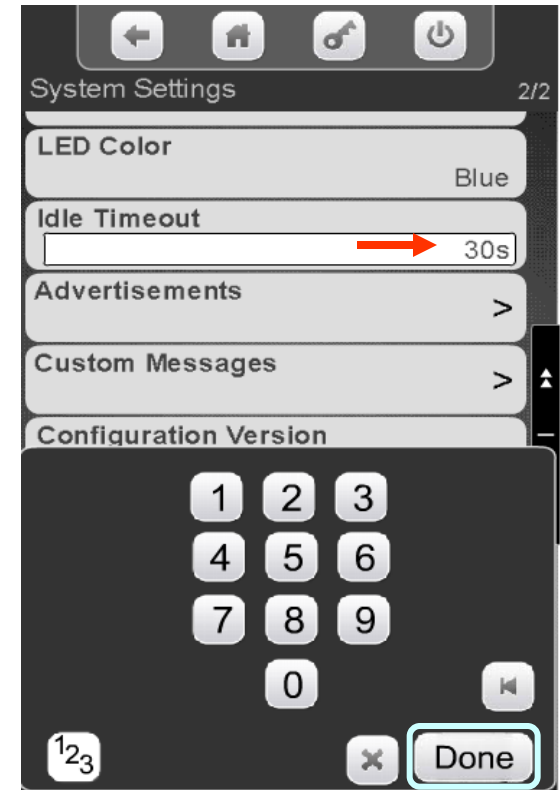 System Settings 2/2
LED Color
Blue
Idle Timeout
30s
Advertisements >
Custom Messages >
Configuration Version
1 2 3
4 5 6
7 8 9
0
123
Done